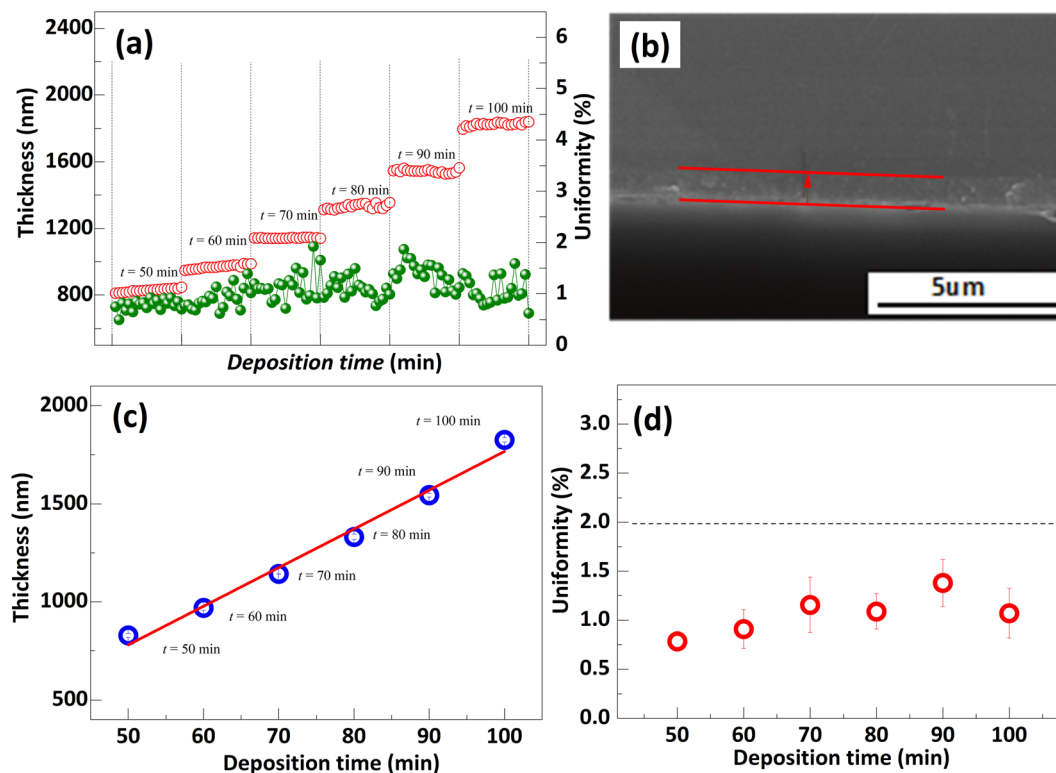 (a)
2400
2000
1600
1200
800
Thickness (nm)
t = 50 min
t = 60 min
t = 70 min
t = 80 min
t = 90 min
t = 100 min
6
5
4
3
2
1
0
Uniformity (%)
Deposition time (min)
(b)
5um
(c)
2000
1500
1000
500
Thickness (nm)
t = 100 min
t = 90 min
t = 80 min
t = 70 min
t = 60 min
t = 50 min
50 60 70 80 90 100
Deposition time (min)
(d)
3.0
2.5
2.0
1.5
1.0
0.5
0.0
Uniformity (%)
50 60 70 80 90 100
Deposition time (min)